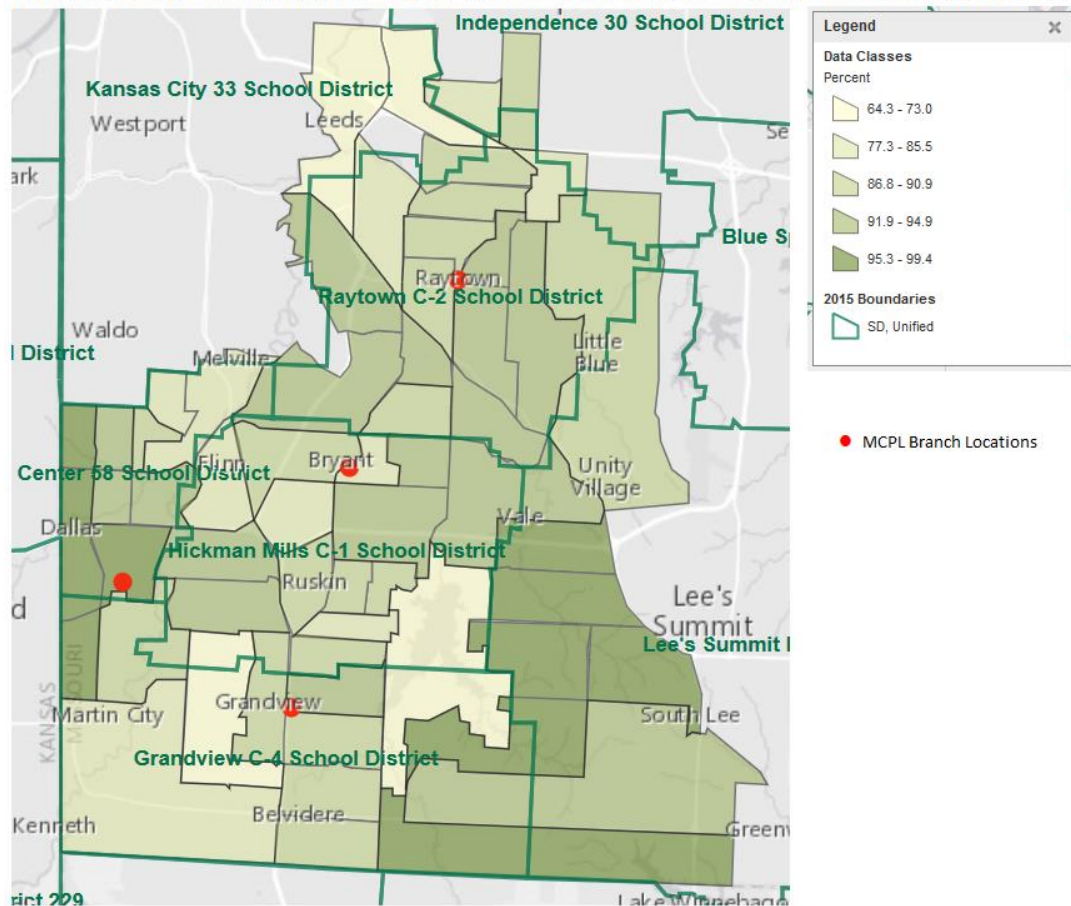 Independence 30 School District
Kansas City 33 School District
Westport
Leeds
Se
ark
Blue Sp
Raytown
Raytown C-2 School District
Waldo
l District
Melville
Little
Blue
Flinn
Bryant
Center 58 School District
Unity
Village
Dallas
Vale
Hickman Mills C-1 School District
Ruskin
d
Lee's
Summit
Lee's Summit
KANSAS
MISSOURI
Martin City
Grandview
South Lee
Grandview C-4 School District
Kenneth
Belvidere
Greenw
rict 229
Lake Winnebago
Legend
Data Classes
Percent
64.3 - 73.0
77.3 - 85.5
86.8 - 90.9
91.9 - 94.9
95.3 - 99.4
2015 Boundaries
SD, Unified
MCPL Branch Locations